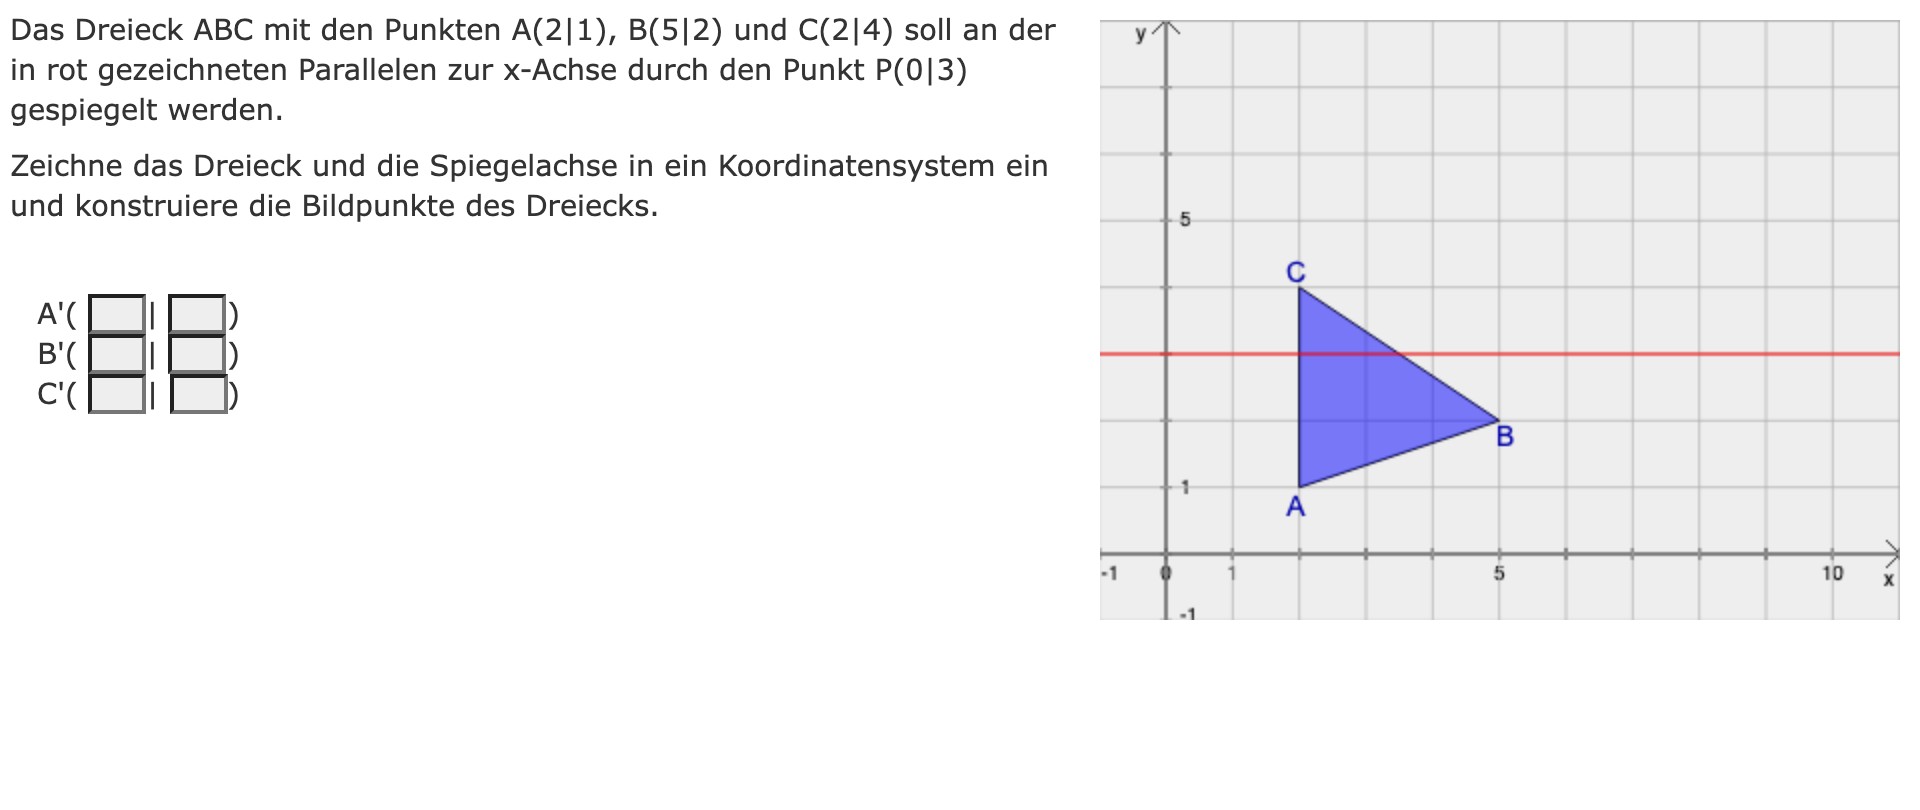 Das Dreieck ABC mit den Punkten A(2|1), B(5|2) und C(2|4) soll an der
in rot gezeichneten Parallelen zur x-Achse durch den Punkt P(0|3)
gespiegelt werden.
Zeichne das Dreieck und die Spiegelachse in ein Koordinatensystem ein
und konstruiere die Bildpunkte des Dreiecks.
A'( | )
B'( | )
C'( | )
y
5
C
B
1
A
-1 0 1 5 10 x
-1